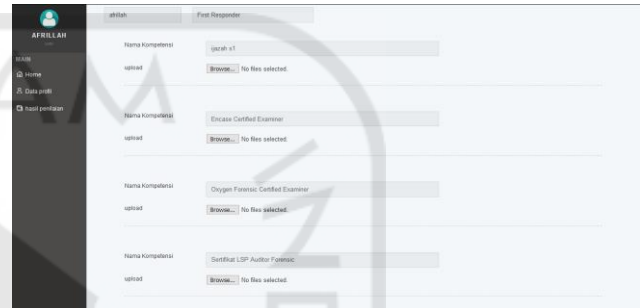 afrillah
First Responder
AFRILLAH
MAIN
Home
Data profil
hasil penilaian
Nama Kompetensi
ijazah s1
upload
Browse... No files selected.
Nama Kompetensi
Encase Certified Examiner
upload
Browse... No files selected.
Nama Kompetensi
Oxygen Forensic Certified Examiner
upload
Browse... No files selected.
Nama Kompetensi
Sertifikat LSP Auditor Forensic
upload
Browse... No files selected.